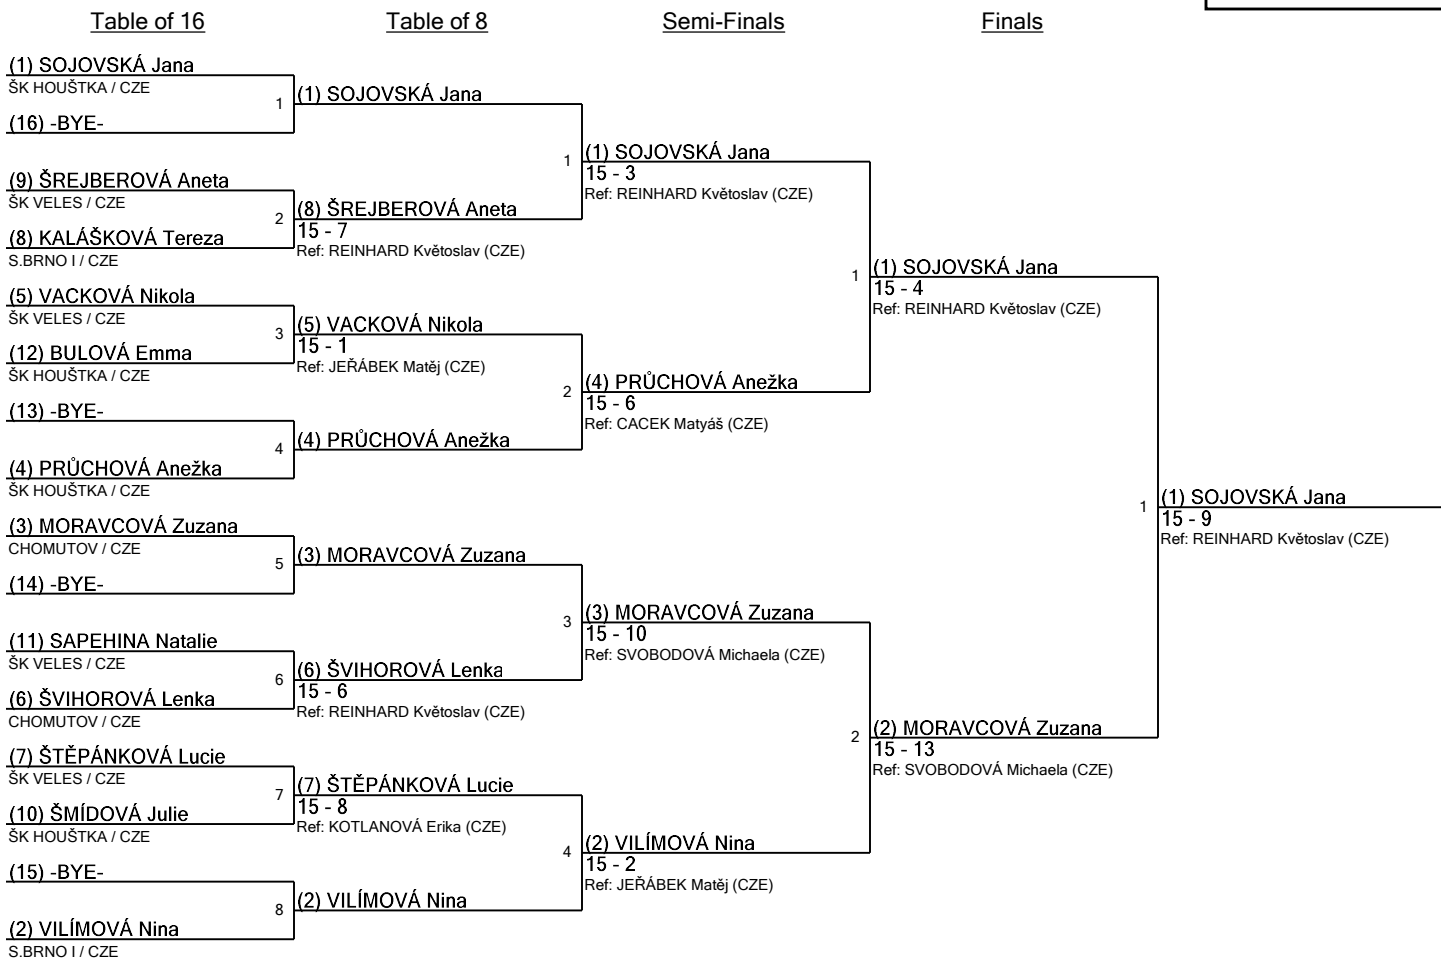 Table of 16
Table of 8
Semi-Finals
Finals
(1) SOJOVSKÁ Jana
ŠK HOUŠTKA / CZE
(16) -BYE-
(9) ŠREJBEROVÁ Aneta
ŠK VELES / CZE
(8) KALÁŠKOVÁ Tereza
S.BRNO I / CZE
(5) VACKOVÁ Nikola
ŠK VELES / CZE
(12) BULOVÁ Emma
ŠK HOUŠTKA / CZE
(13) -BYE-
(4) PRŮCHOVÁ Anežka
ŠK HOUŠTKA / CZE
(3) MORAVCOVÁ Zuzana
CHOMUTOV / CZE
(14) -BYE-
(11) SAPEHINA Natalie
ŠK VELES / CZE
(6) ŠVIHOROVÁ Lenka
CHOMUTOV / CZE
(7) ŠTĚPÁNKOVÁ Lucie
ŠK VELES / CZE
(10) ŠMÍDOVÁ Julie
ŠK HOUŠTKA / CZE
(15) -BYE-
(2) VILÍMOVÁ Nina
S.BRNO I / CZE
1
(1) SOJOVSKÁ Jana
2
(8) ŠREJBEROVÁ Aneta
15 - 7
Ref: REINHARD Květoslav (CZE)
3
(5) VACKOVÁ Nikola
15 - 1
Ref: JEŘÁBEK Matěj (CZE)
4
(4) PRŮCHOVÁ Anežka
5
(3) MORAVCOVÁ Zuzana
6
(6) ŠVIHOROVÁ Lenka
15 - 6
Ref: REINHARD Květoslav (CZE)
7
(7) ŠTĚPÁNKOVÁ Lucie
15 - 8
Ref: KOTLANOVÁ Erika (CZE)
8
(2) VILÍMOVÁ Nina
1
(1) SOJOVSKÁ Jana
15 - 3
Ref: REINHARD Květoslav (CZE)
2
(4) PRŮCHOVÁ Anežka
15 - 6
Ref: CACEK Matyáš (CZE)
3
(3) MORAVCOVÁ Zuzana
15 - 10
Ref: SVOBODOVÁ Michaela (CZE)
4
(2) VILÍMOVÁ Nina
15 - 2
Ref: JEŘÁBEK Matěj (CZE)
1
(1) SOJOVSKÁ Jana
15 - 4
Ref: REINHARD Květoslav (CZE)
2
(2) MORAVCOVÁ Zuzana
15 - 13
Ref: SVOBODOVÁ Michaela (CZE)
1
(1) SOJOVSKÁ Jana
15 - 9
Ref: REINHARD Květoslav (CZE)